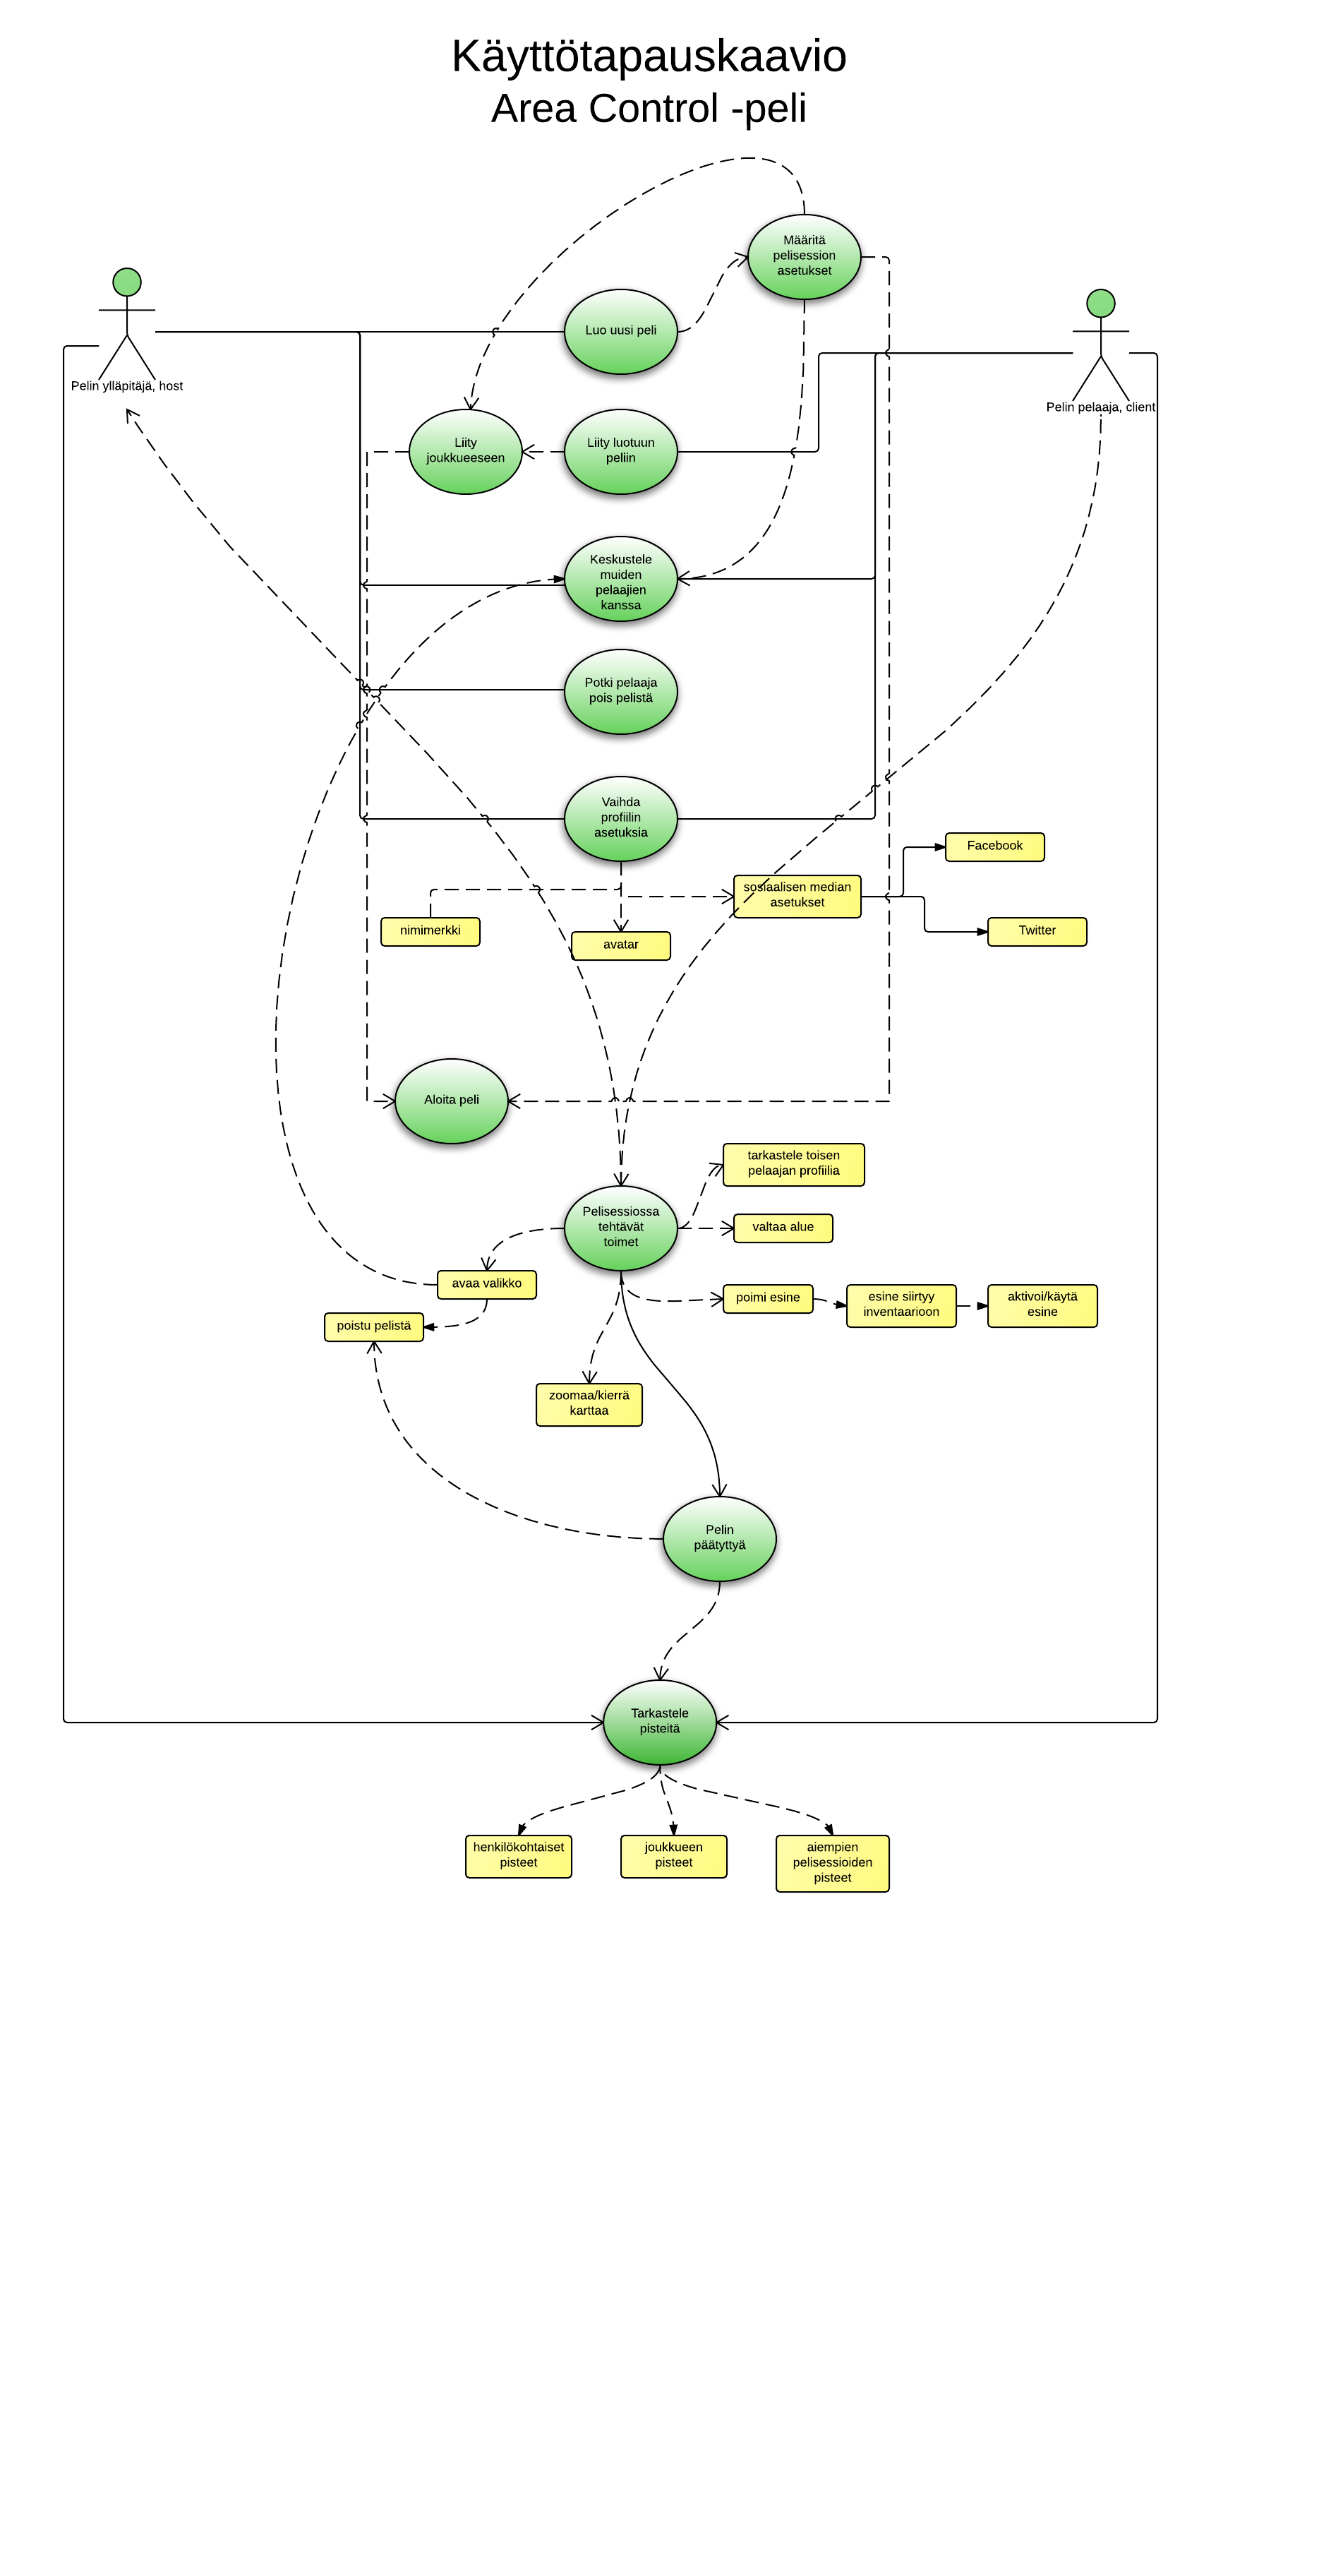 Käyttötapauskaavio
Area Control -peli
Määritä
pelisession
asetukset
Luo uusi peli
Pelin ylläpitäjä, host
Pelin pelaaja, client
Liity
joukkueeseen
Liity luotuun
peliin
Keskustele
muiden
pelaajien
kanssa
Potki pelaaja
pois pelistä
Vaihda
profiilin
asetuksia
Facebook
sosiaalisen median
asetukset
nimimerkki
avatar
Twitter
Aloita peli
tarkastele toisen
pelaajan profiilia
Pelisessiossa
tehtävät
toimet
valtaa alue
avaa valikko
poimi esine
esine siirtyy
inventaarioon
aktivoi/käytä
esine
poistu pelistä
zoomaa/kierrä
karttaa
Pelin
päätyttyä
Tarkastele
pisteitä
henkilökohtaiset
pisteet
joukkueen
pisteet
aiempien
pelisessioiden
pisteet